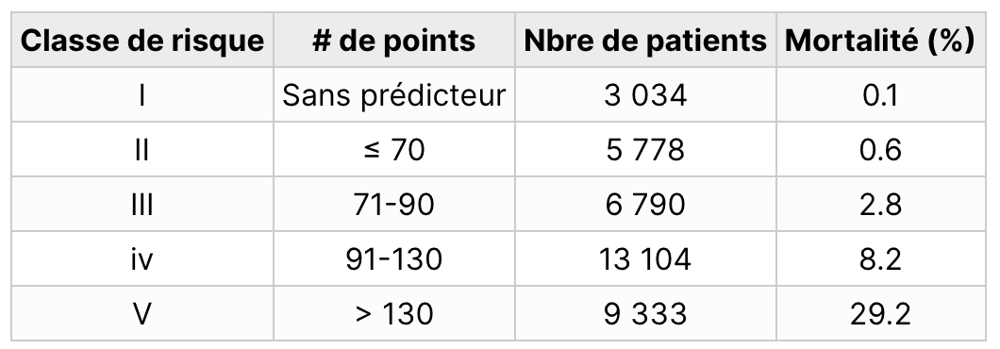 Classe de risque # de points Nbre de patients Mortalité (%)
I Sans prédicteur 3 034 0.1
II ≤ 70 5 778 0.6
III 71-90 6 790 2.8
iv 91-130 13 104 8.2
V > 130 9 333 29.2